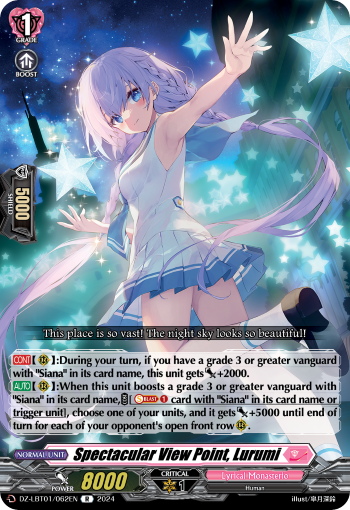 1
GRADE
BOOST
5000
SHIELD
This place is so vast! The night sky looks so beautiful!
CONT【】:During your turn, if you have a grade 3 or greater vanguard
with "Siana" in its card name, this unit gets +2000.
AUTO【】:When this unit boosts a grade 3 or greater vanguard with
"Siana" in its card name, [BLAST 1 card with "Siana" in its card name or
trigger unit], choose one of your units, and it gets +5000 until end of
turn for each of your opponent's open front row.
NORMAL UNIT
Spectacular View Point, Lurumi
POWER
8000
CRITICAL
1
Lyrical Monasterio
Human
D-LBT01/062EN R 2024
illust/皐月深鈴